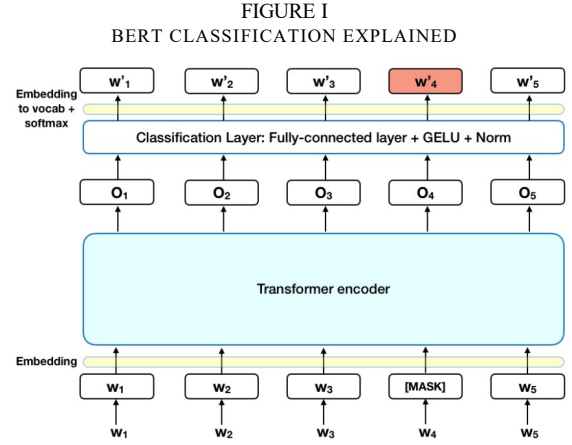 FIGURE I
BERT CLASSIFICATION EXPLAINED
Embedding to vocab + softmax
w'1 w'2 w'3 w'4 w'5
Classification Layer: Fully-connected layer + GELU + Norm
O1 O2 O3 O4 O5
Transformer encoder
Embedding
W1 W2 W3 [MASK] W5
W1 W2 W3 W4 W5